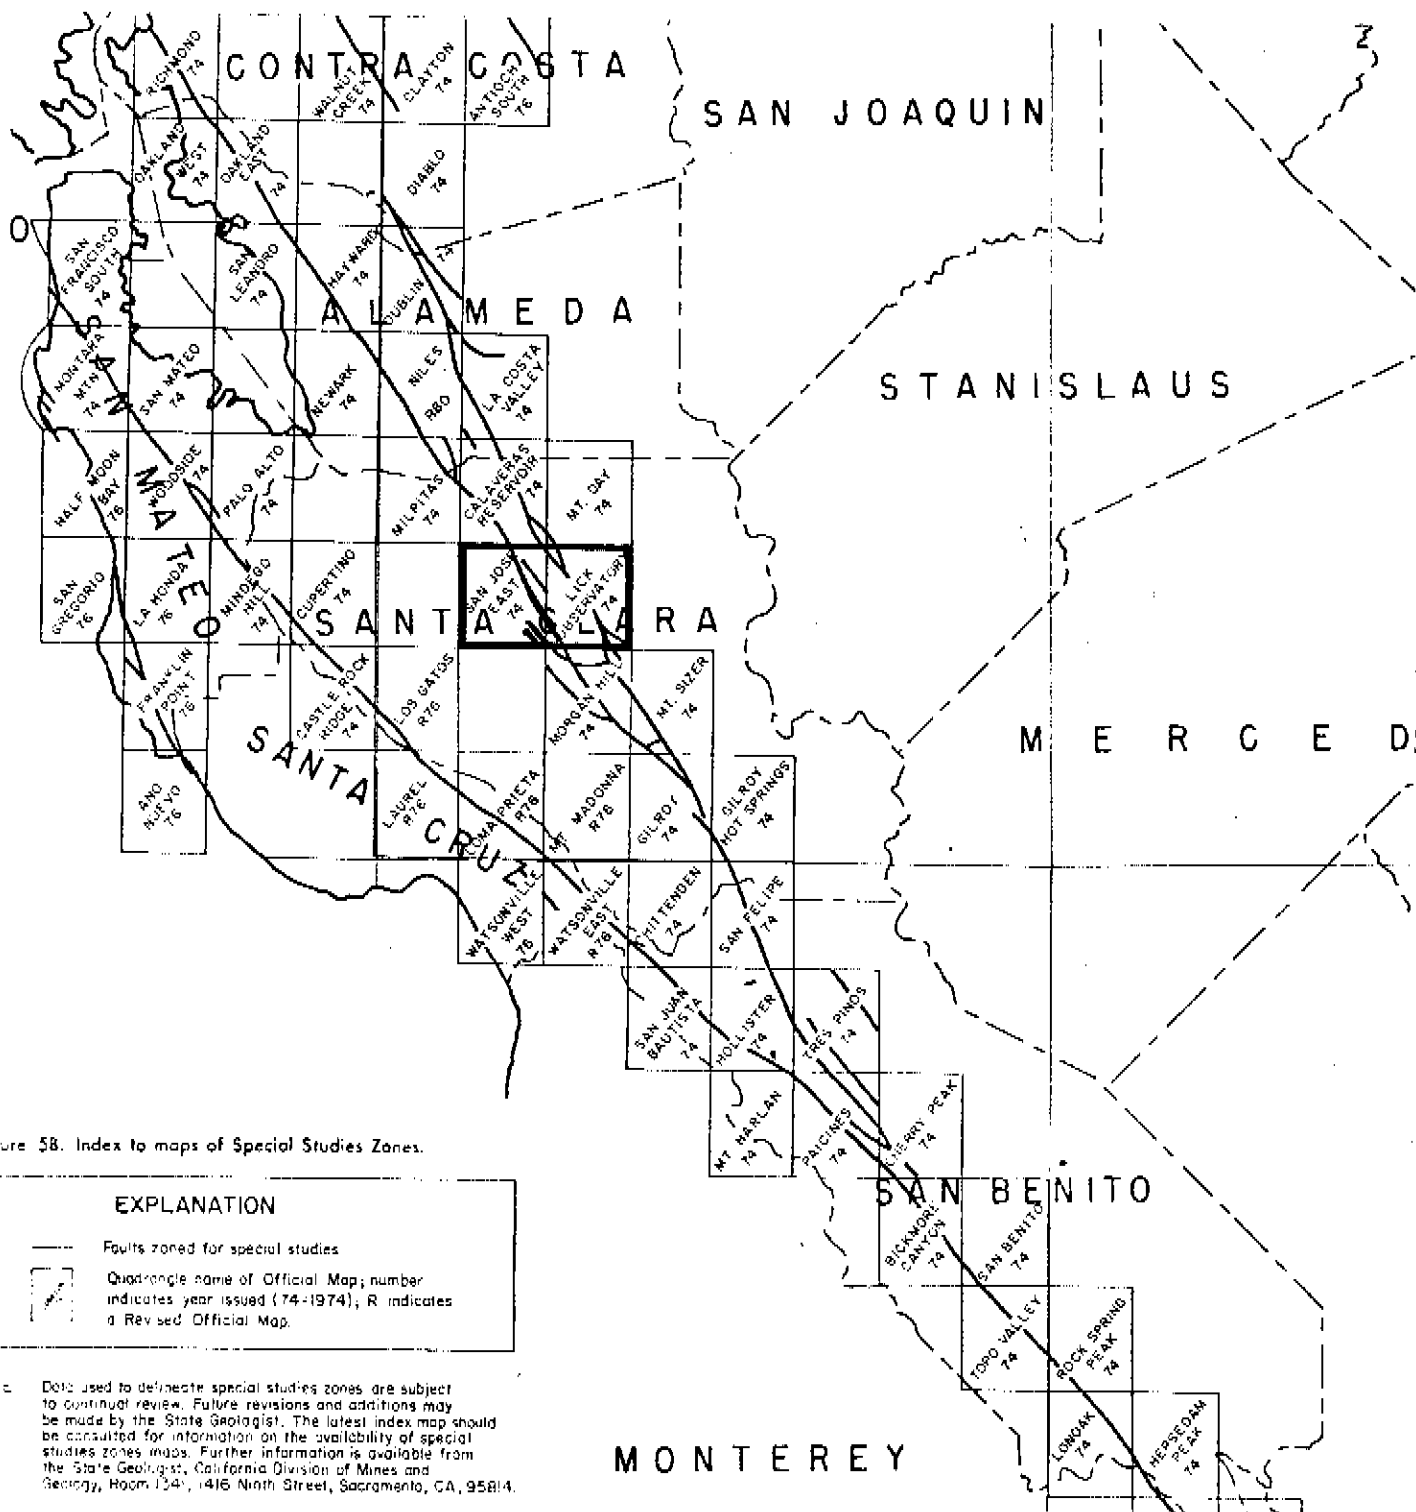 CONTRA COSTA
SAN JOAQUIN
RICHMOND
74
WALNUT
CREEK
74
CLAYTON
74
ANTIOCH
SOUTH
76
OAKLAND
WEST
74
OAKLAND
EAST
74
DIABLO
74
SAN
FRANCISCO
SOUTH
74
SAN
LEANDRO
74
HAYWARD
74
DUBLIN
74
ALAMEDA
STANISLAUS
MONTARA
MTN
74
SAN MATEO
74
NEWARK
74
NILES
R80
LA COSTA
VALLEY
74
SAN MATEO
HALF MOON
BAY
76
WOODSIDE
74
PALO ALTO
74
MILPITAS
74
CALAVERAS
RESERVOIR
74
MT. DAY
74
SAN
GREGORIO
76
LA HONDA
76
MINDEGO
HILL
74
CUPERTINO
74
SAN JOSE
EAST
74
LICK
OBSERVATORY
74
SANTA CLARA
FRANKLIN
POINT
76
CASTLE ROCK
RIDGE
74
LOS GATOS
R76
MORGAN HILL
74
MT. SIZER
74
SANTA CRUZ
MERCED
ANO
NUEVO
76
LAUREL
R76
LOMA PRIETA
R76
MT MADONNA
R76
GILROY
74
GILROY
HOT SPRINGS
74
WATSONVILLE
WEST
76
WATSONVILLE
EAST
R76
CHITTENDEN
74
SAN FELIPE
74
SAN JUAN
BAUTISTA
74
HOLLISTER
74
TRES PINOS
74
MT HARLAN
74
PAICINES
74
CHERRY PEAK
74
SAN BENITO
BICKMORE
CANYON
74
SAN BENITO
74
TOPO VALLEY
74
ROCK SPRING
PEAK
74
LONOAK
74
HEPSEDAM
PEAK
74
MONTEREY
ure 5B. Index to maps of Special Studies Zones.
EXPLANATION
Faults zoned for special studies
Quadrangle name of Official Map; number
indicates year issued (74-1974); R indicates
a Revised Official Map.
Data used to delineate special studies zones are subject
to continual review. Future revisions and additions may
be made by the State Geologist. The latest index map should
be consulted for information on the availability of special
studies zones maps. Further information is available from
the State Geologist, California Division of Mines and
Geology, Room 1341, 1416 Ninth Street, Sacramento, CA, 95814.